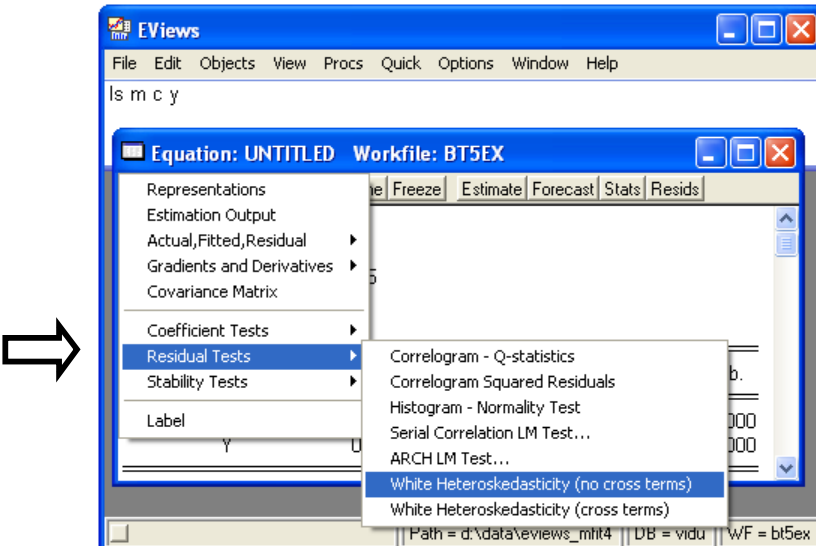 EViews
File Edit Objects View Procs Quick Options Window Help
ls m c y
Equation: UNTITLED Workfile: BT5EX
Freeze Estimate Forecast Stats Resids
Representations
Estimation Output
Actual,Fitted,Residual
Gradients and Derivatives
5
Covariance Matrix
Coefficient Tests
Residual Tests
Stability Tests
Label
Correlogram - Q-statistics
Correlogram Squared Residuals
b.
Histogram - Normality Test
000
Serial Correlation LM Test...
Y 000
ARCH LM Test...
White Heteroskedasticity (no cross terms)
White Heteroskedasticity (cross terms)
Path = d:\data\eviews_mht4 DB = vidu WF = bt5ex